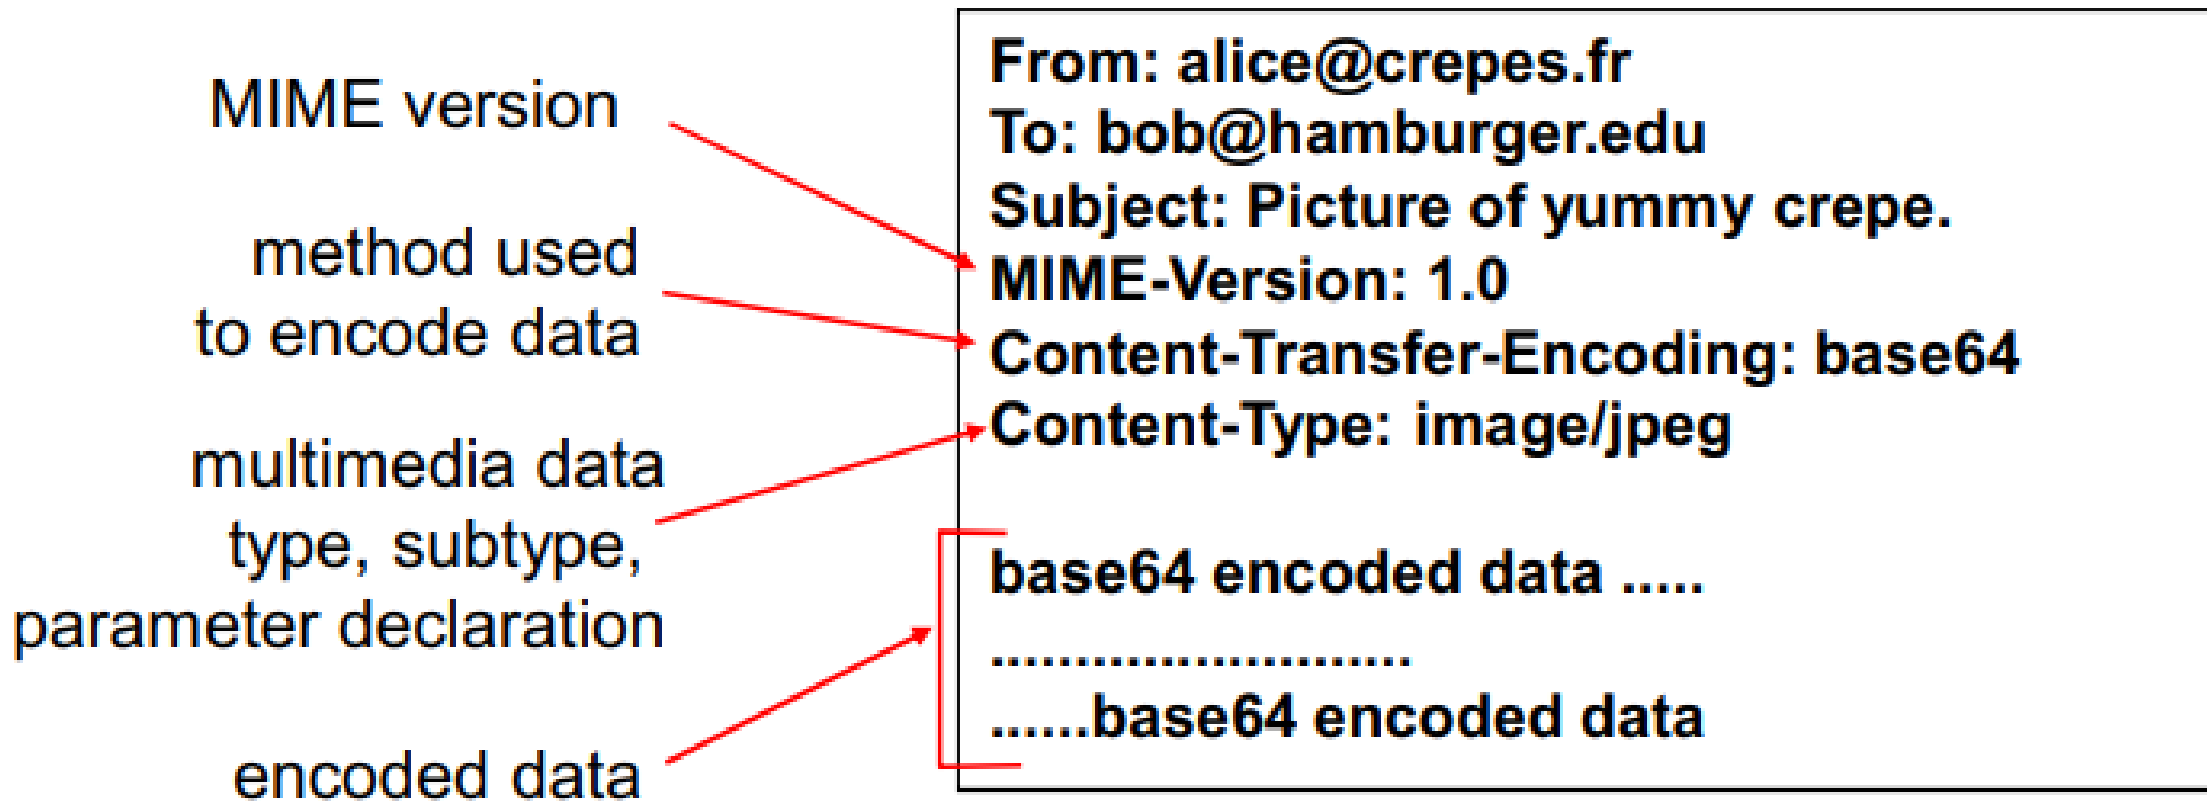 MIME version
method used
to encode data
multimedia data
type, subtype,
parameter declaration
encoded data
From: alice@crepes.fr
To: bob@hamburger.edu
Subject: Picture of yummy crepe.
MIME-Version: 1.0
Content-Transfer-Encoding: base64
Content-Type: image/jpeg
base64 encoded data .....
.........................
......base64 encoded data